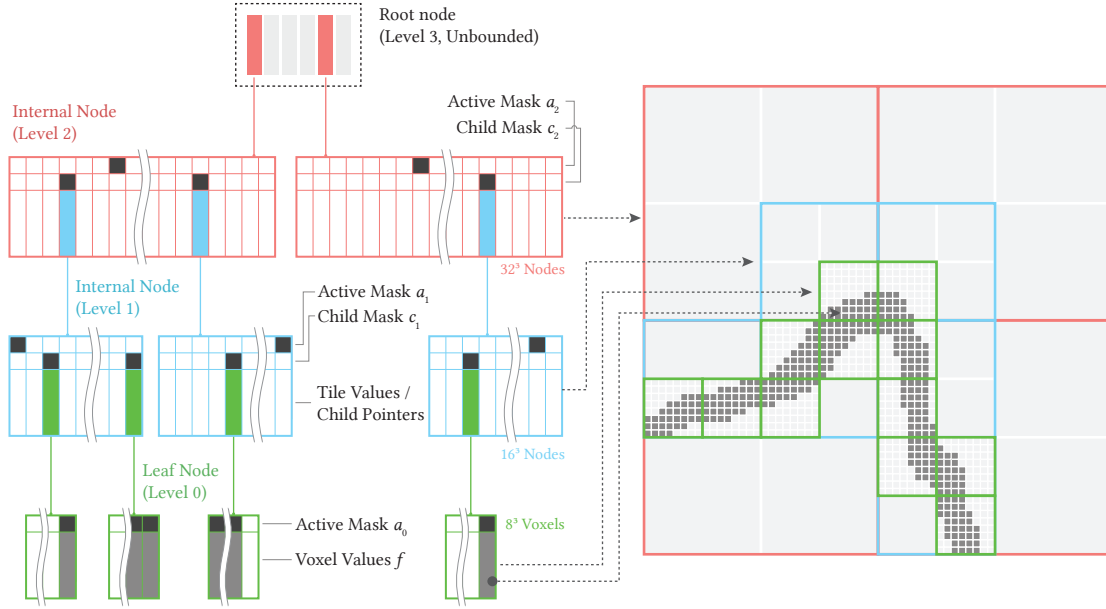 Root node
(Level 3, Unbounded)
Internal Node
(Level 2)
Active Mask a₂
Child Mask c₂
32³ Nodes
Internal Node
(Level 1)
Active Mask a₁
Child Mask c₁
Tile Values /
Child Pointers
16³ Nodes
Leaf Node
(Level 0)
Active Mask a₀
8³ Voxels
Voxel Values f